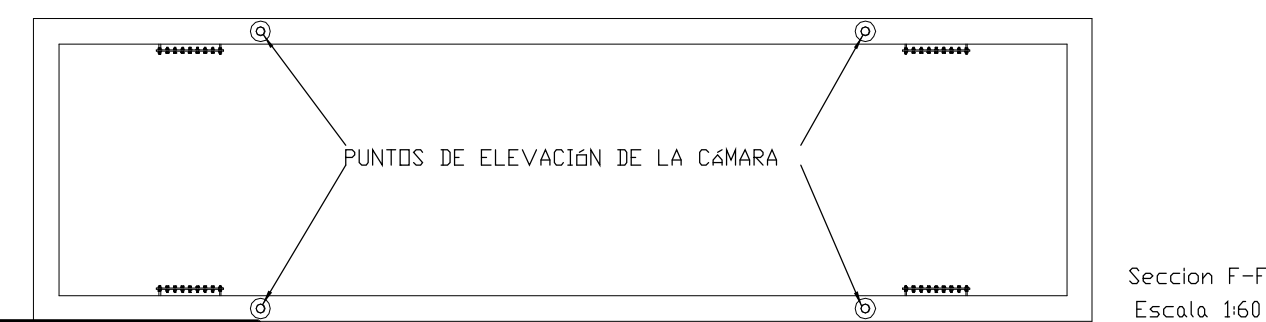 PUNTOS DE ELEVACIóN DE LA CáMARA
Seccion F-F
Escala 1:60